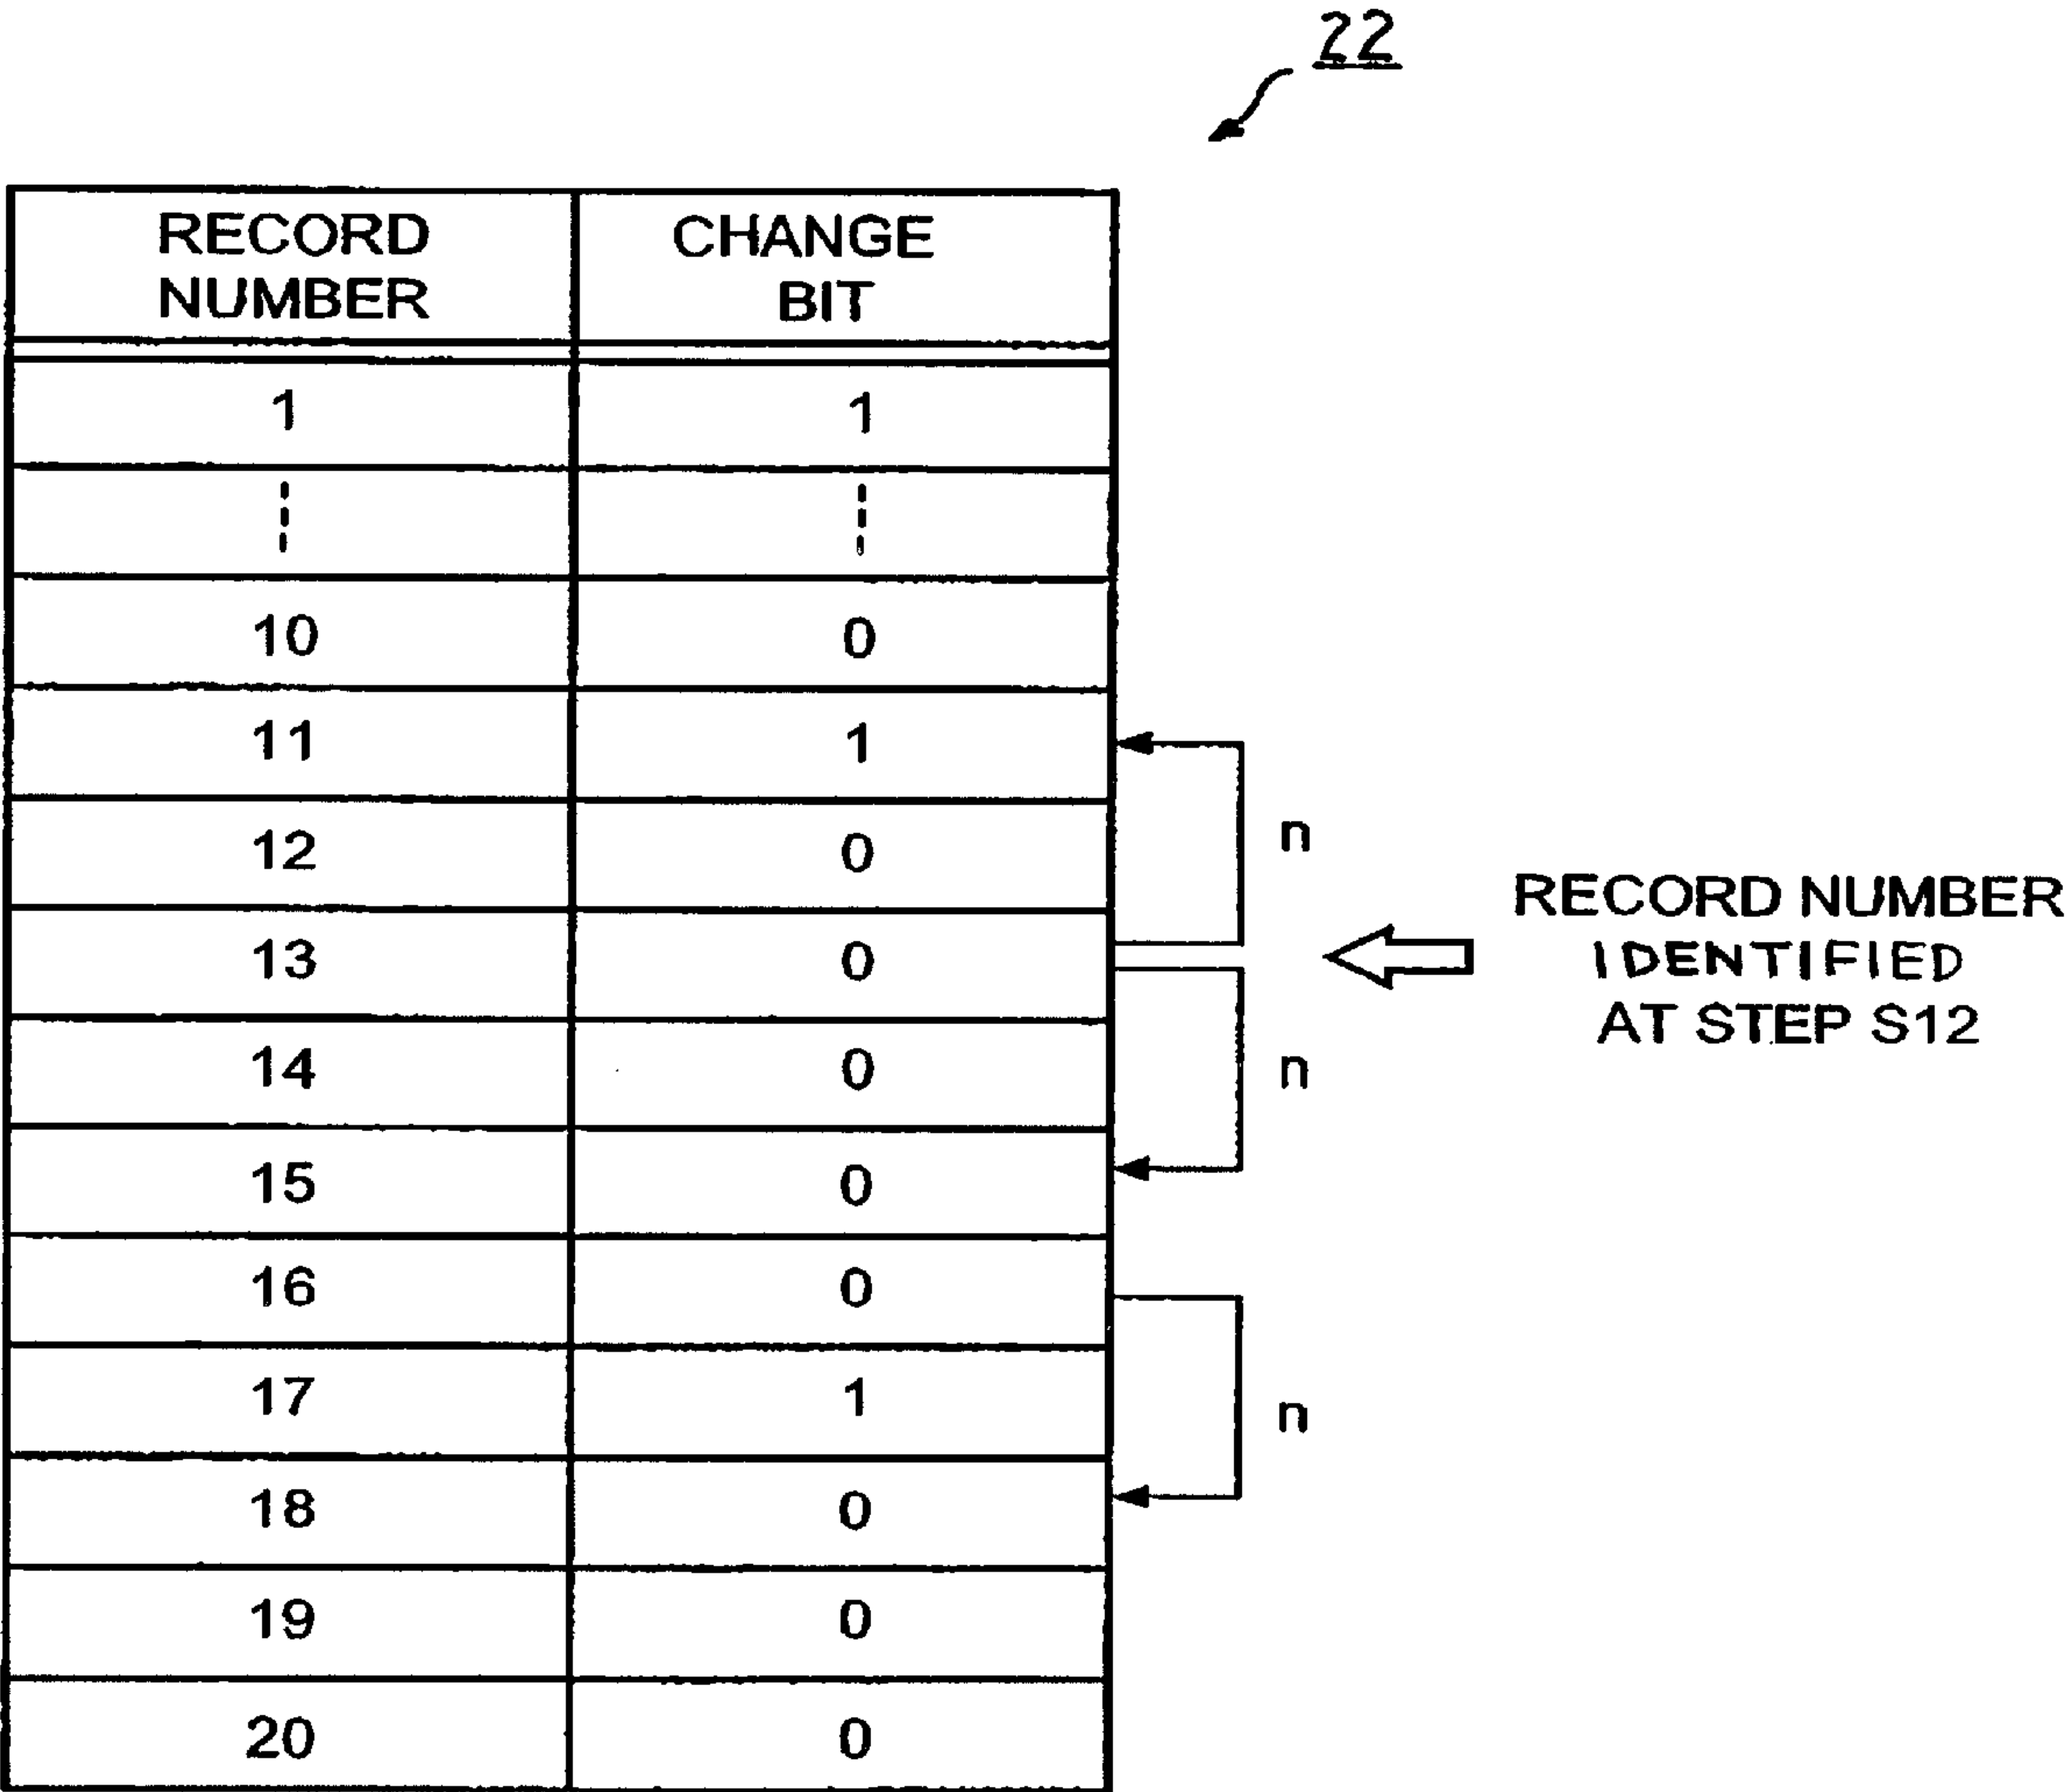 22
RECORD NUMBER CHANGE BIT
1 1
10 0
11 1
12 0
13 0
14 0
15 0
16 0
17 1
18 0
19 0
20 0
n
RECORD NUMBER
IDENTIFIED
AT STEP S12
n
n